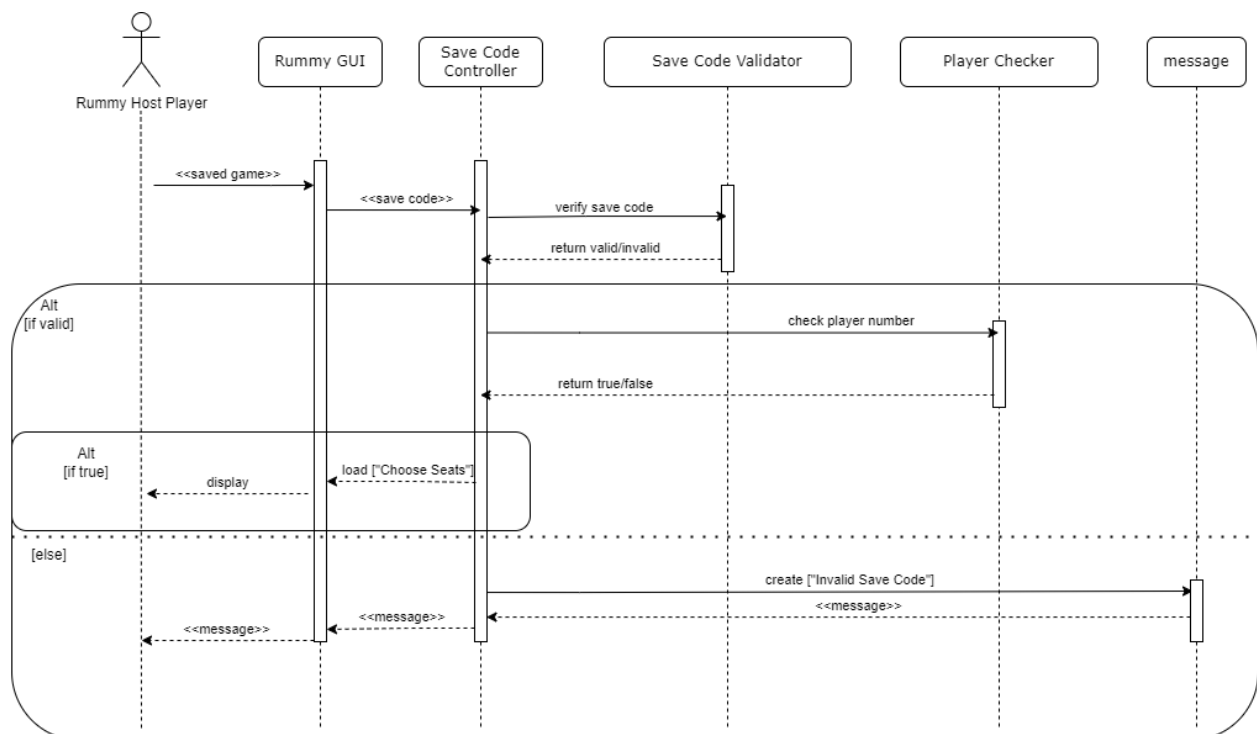 Rummy Host Player
Rummy GUI
Save Code
Controller
Save Code Validator
Player Checker
message
<<saved game>>
<<save code>>
verify save code
return valid/invalid
Alt
[if valid]
check player number
return true/false
Alt
[if true]
load ["Choose Seats"]
display
[else]
create ["Invalid Save Code"]
<<message>>
<<message>>
<<message>>